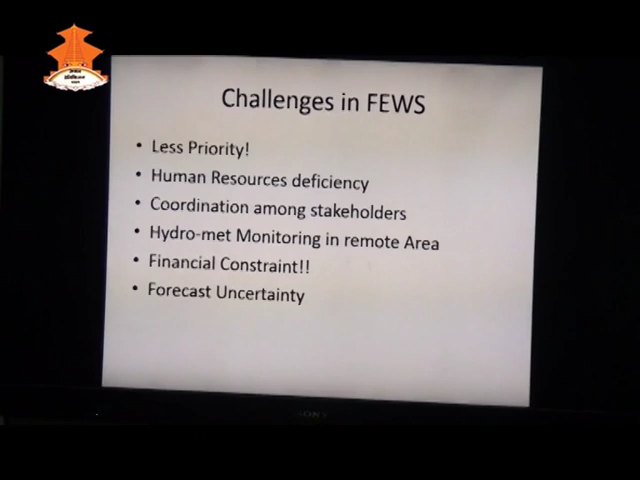 Challenges in FEWS
• Less Priority!
• Human Resources deficiency
• Coordination among stakeholders
• Hydro-met Monitoring in remote Area
• Financial Constraint!!
• Forecast Uncertainty
SONY